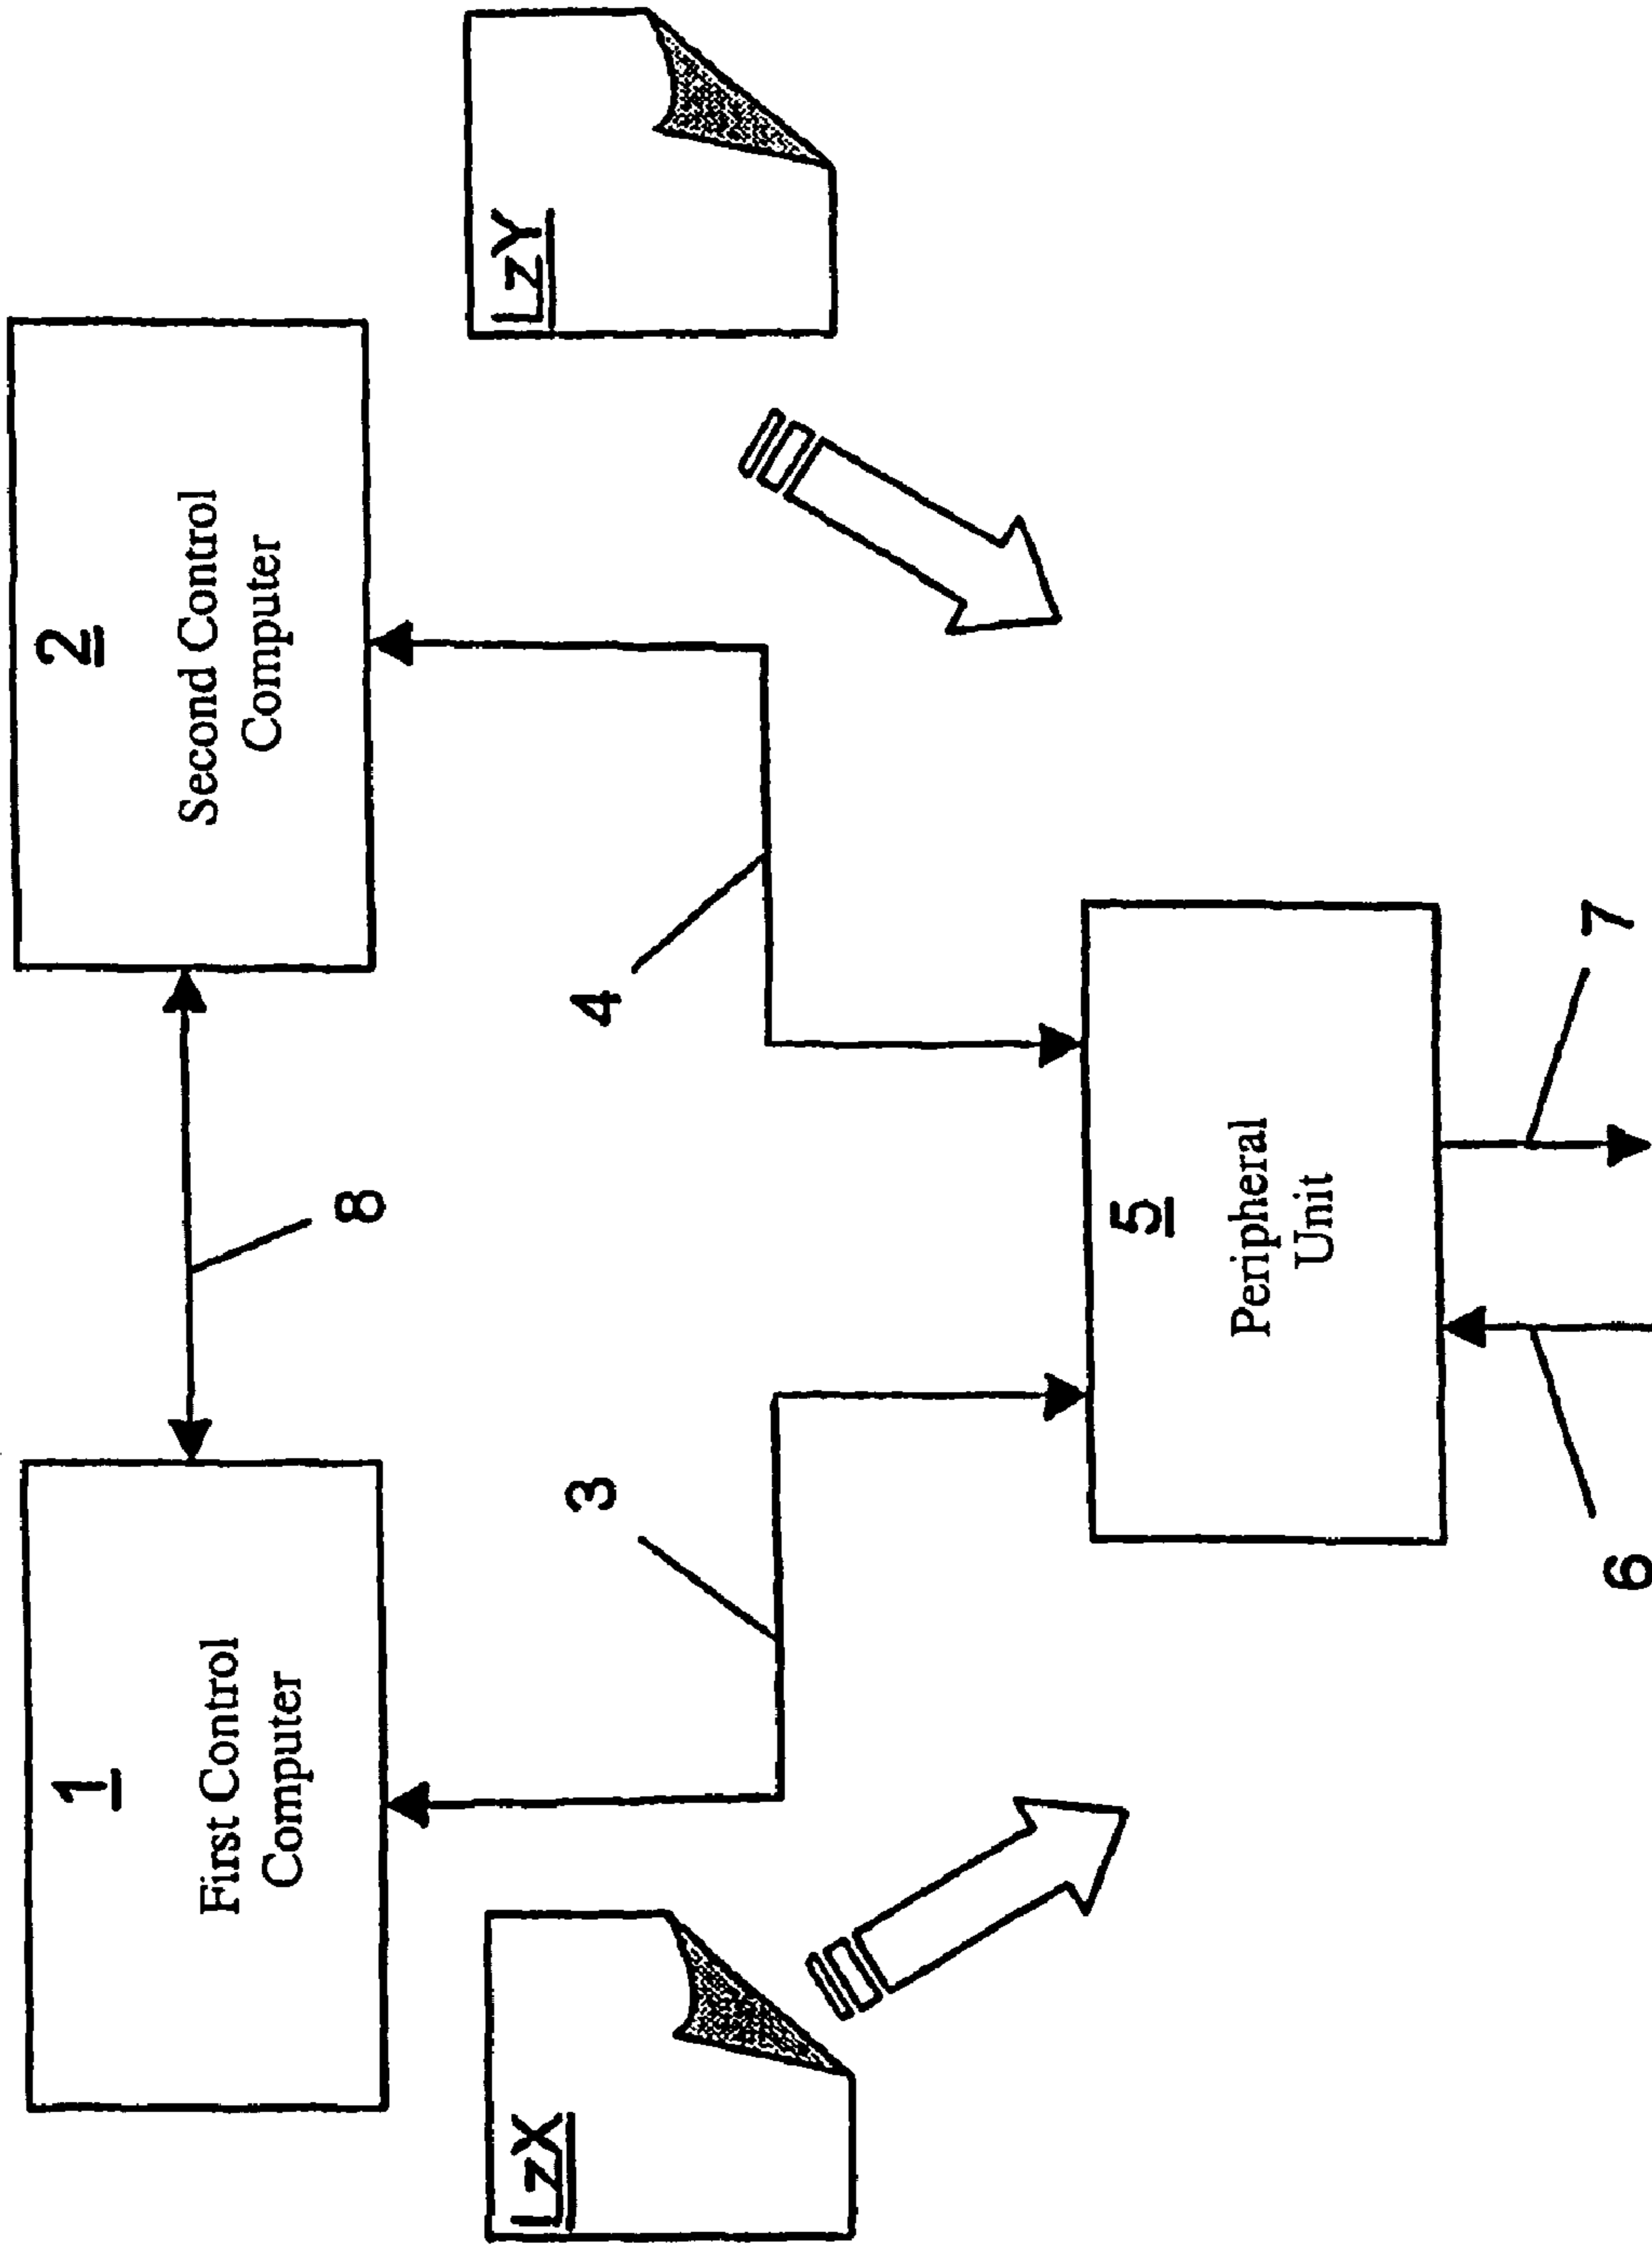 1
First Control
Computer
8
2
Second Control
Computer
LzX
3
4
LzY
5
Peripheral
Unit
6
7